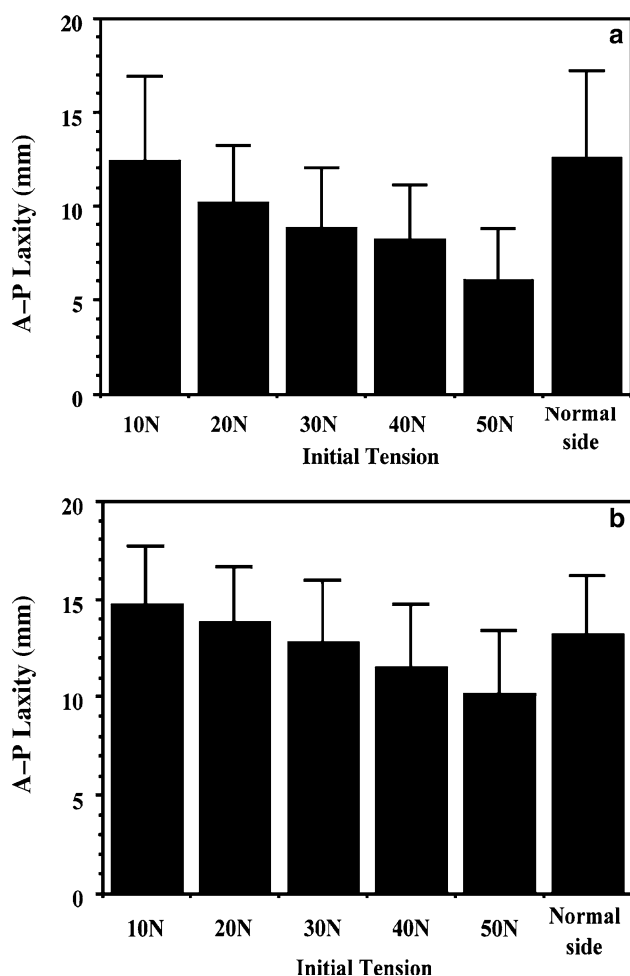 a
20
15
10
5
0
A–P Laxity (mm)
10N 20N 30N 40N 50N Normal
side
Initial Tension
b
20
15
10
5
0
A–P Laxity (mm)
10N 20N 30N 40N 50N Normal
side
Initial Tension